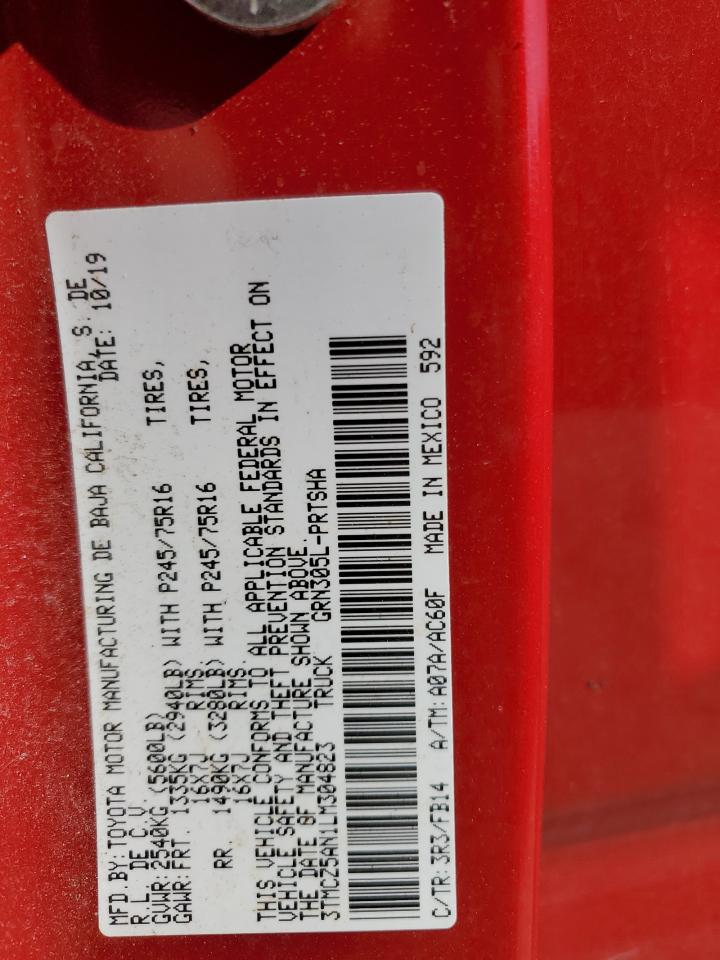 MFD.BY:TOYOTA MOTOR MANUFACTURING DE BAJA CALIFORNIA, S. DE
R.L. DE C.V. DATE: 10/19
GVWR:2540KG (5600LB)
GAWR:FRT. 1335KG (2940LB) WITH P245/75R16 TIRES,
16X7J RIMS.
RR. 1490KG (3280LB) WITH P245/75R16 TIRES,
16X7J RIMS.
THIS VEHICLE CONFORMS TO ALL APPLICABLE FEDERAL MOTOR
VEHICLE SAFETY AND THEFT PREVENTION STANDARDS IN EFFECT ON
THE DATE OF MANUFACTURE SHOWN ABOVE.
3TMCZ5AN1LM304823 TRUCK GRN305L-PRTSHA
C/TR:3R3/FB14 A/TM:A07A/AC60F MADE IN MEXICO 592